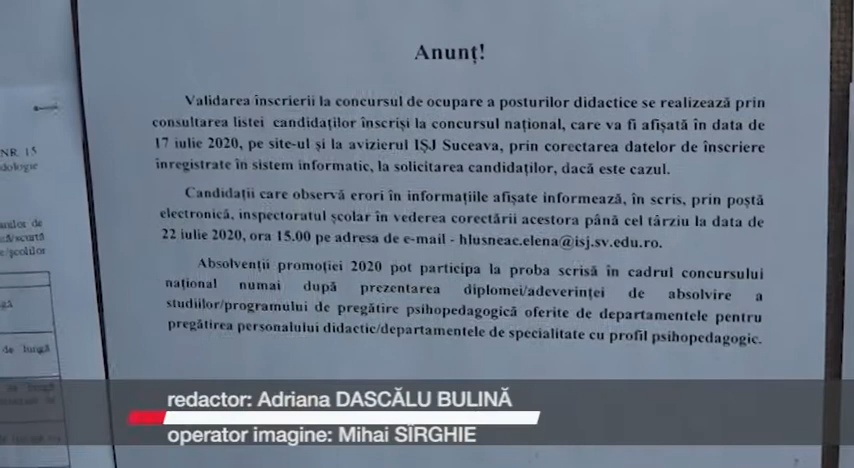 Anunț!
Validarea înscrierii la concursul de ocupare a posturilor didactice se realizează prin
consultarea listei candidaților înscriși la concursul național, care va fi afișată în data de
17 iulie 2020, pe site-ul și la avizierul IȘJ Suceava, prin corectarea datelor de înscriere
înregistrate în sistem informatic, la solicitarea candidaților, dacă este cazul.
Candidații care observă erori în informațiile afișate informează, în scris, prin poștă
electronică, inspectoratul școlar în vederea corectării acestora până cel târziu la data de
22 iulie 2020, ora 15.00 pe adresa de e-mail - hlusneac.elena@isj.sv.edu.ro.
Absolvenții promoției 2020 pot participa la proba scrisă în cadrul concursului
național numai după prezentarea diplomei/adeverinței de absolvire a
studiilor/programului de pregătire psihopedagogică oferite de departamentele pentru
pregătirea personalului didactic/departamentele de specialitate cu profil psihopedagogic.
NR. 15
de lungă
redactor: Adriana DASCĂLU BULINĂ
operator imagine: Mihai SÎRGHIE